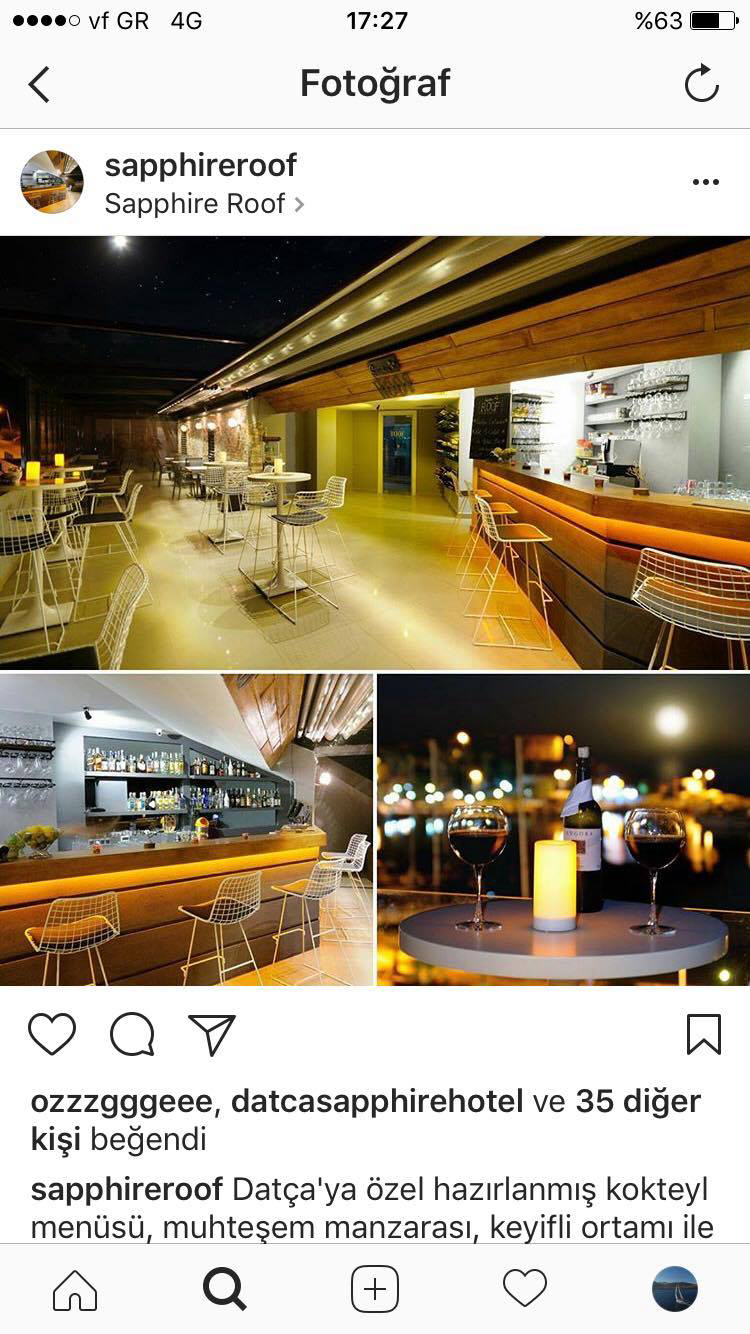 vf GR 4G 17:27 %63
Fotoğraf
sapphireroof
Sapphire Roof
ROOF
ANGORA
ozzzgggeee, datcasapphirehotel ve 35 diğer
kişi beğendi
sapphireroof Datça'ya özel hazırlanmış kokteyl
menüsü, muhteşem manzarası, keyifli ortamı ile